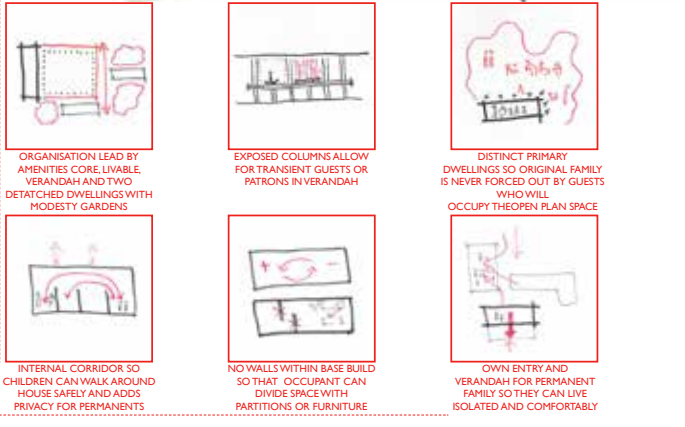 ORGANISATION LEAD BY
AMENITIES CORE, LIVABLE,
VERANDAH AND TWO
DETATCHED DWELLINGS WITH
MODESTY GARDENS
EXPOSED COLUMNS ALLOW
FOR TRANSIENT GUESTS OR
PATRONS IN VERANDAH
DISTINCT PRIMARY
DWELLINGS SO ORIGINAL FAMILY
IS NEVER FORCED OUT BY GUESTS
WHO WILL
OCCUPY THEOPEN PLAN SPACE
INTERNAL CORRIDOR SO
CHILDREN CAN WALK AROUND
HOUSE SAFELY AND ADDS
PRIVACY FOR PERMANENTS
NO WALLS WITHIN BASE BUILD
SO THAT OCCUPANT CAN
DIVIDE SPACE WITH
PARTITIONS OR FURNITURE
OWN ENTRY AND
VERANDAH FOR PERMANENT
FAMILY SO THEY CAN LIVE
ISOLATED AND COMFORTABLY